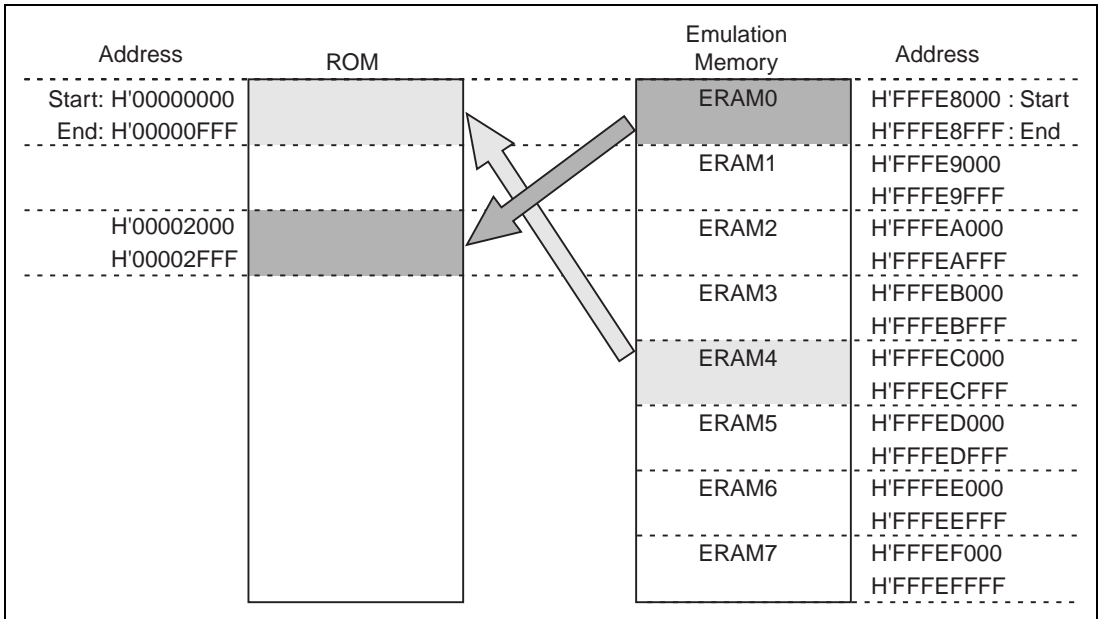 Address ROM Emulation Memory Address
Start: H'00000000 ERAM0 H'FFFE8000 : Start
End: H'00000FFF H'FFFE8FFF : End
ERAM1 H'FFFE9000
H'FFFE9FFF
H'00002000 ERAM2 H'FFFEA000
H'00002FFF H'FFFEAFFF
ERAM3 H'FFFEB000
H'FFFEBFFF
ERAM4 H'FFFEC000
H'FFFECFFF
ERAM5 H'FFFED000
H'FFFEDFFF
ERAM6 H'FFFEE000
H'FFFEEFFF
ERAM7 H'FFFEF000
H'FFFEFFFF